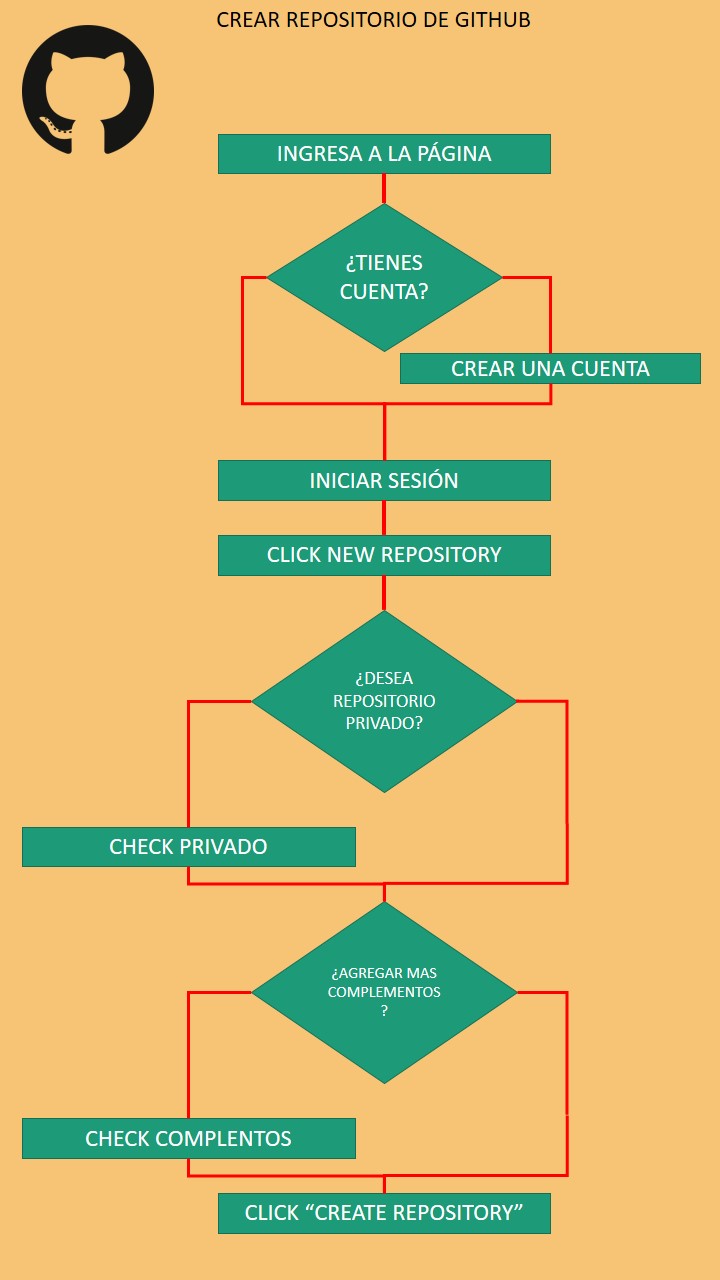 CREAR REPOSITORIO DE GITHUB
INGRESA A LA PÁGINA
¿TIENES
CUENTA?
CREAR UNA CUENTA
INICIAR SESIÓN
CLICK NEW REPOSITORY
¿DESEA
REPOSITORIO
PRIVADO?
CHECK PRIVADO
¿AGREGAR MAS
COMPLEMENTOS
?
CHECK COMPLENTOS
CLICK “CREATE REPOSITORY”